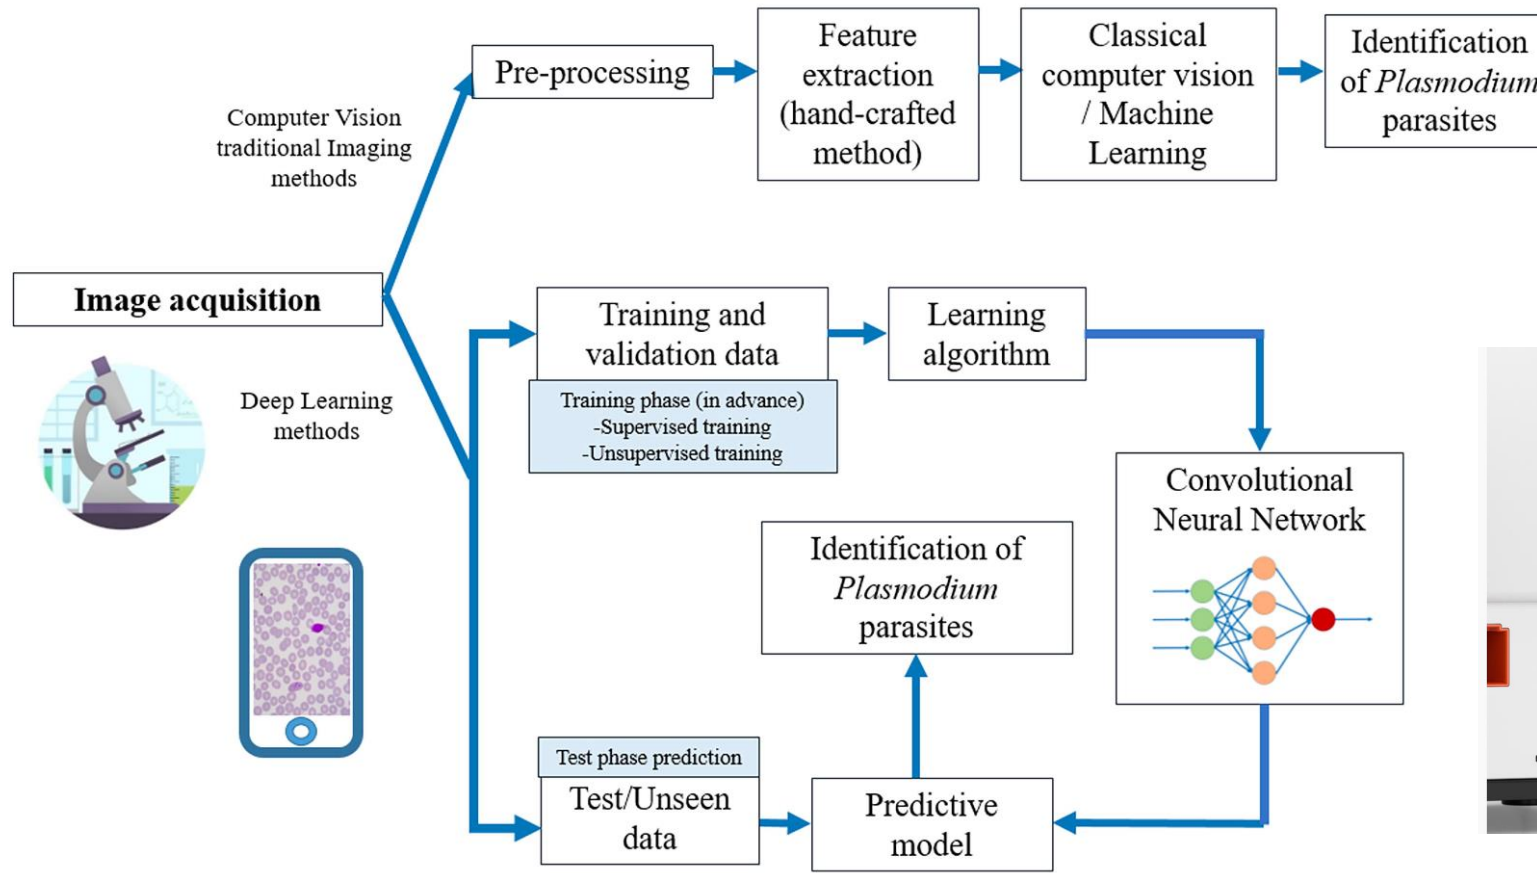 Pre-processing
Feature
extraction
(hand-crafted
method)
Classical
computer vision
/ Machine
Learning
Identification
of Plasmodium
parasites
Computer Vision
traditional Imaging
methods
Image acquisition
Deep Learning
methods
Training and
validation data
Training phase (in advance)
-Supervised training
-Unsupervised training
Learning
algorithm
Convolutional
Neural Network
Identification of
Plasmodium
parasites
Test phase prediction
Test/Unseen
data
Predictive
model